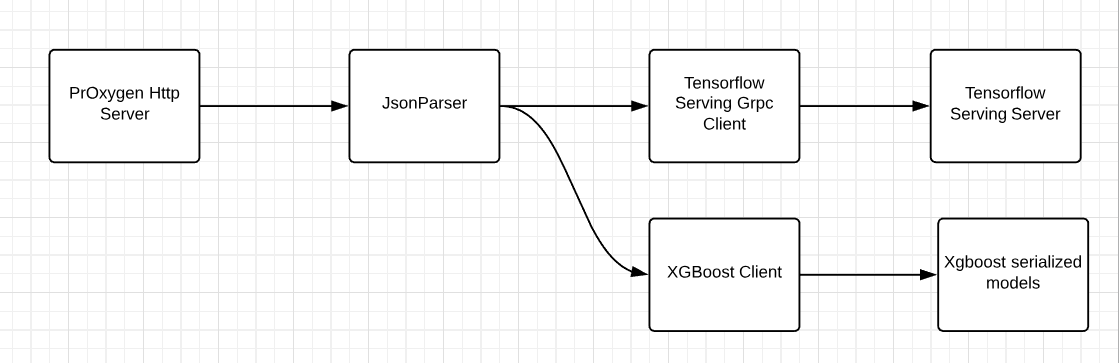 PrOxygen Http
Server
JsonParser
Tensorflow
Serving Grpc
Client
Tensorflow
Serving Server
XGBoost Client
Xgboost serialized
models